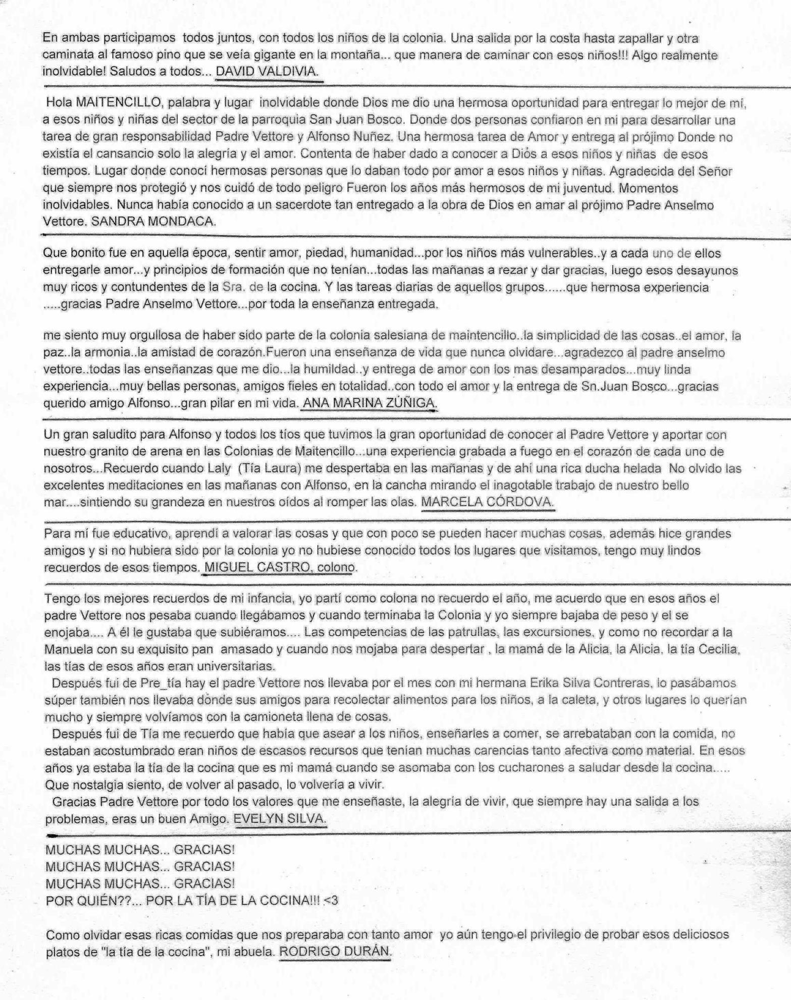 En ambas participamos todos juntos, con todos los niños de la colonia. Una salida por la costa hasta zapallar y otra
caminata al famoso pino que se veía gigante en la montaña... que manera de caminar con esos niños!!! Algo realmente
inolvidable! Saludos a todos... DAVID VALDIVIA.
Hola MAITENCILLO, palabra y lugar inolvidable donde Dios me dio una hermosa oportunidad para entregar lo mejor de mí,
a esos niños y niñas del sector de la parroquia San Juan Bosco. Donde dos personas confiaron en mi para desarrollar una
tarea de gran responsabilidad Padre Vettore y Alfonso Nuñez. Una hermosa tarea de Amor y entrega al prójimo Donde no
existía el cansancio solo la alegría y el amor. Contenta de haber dado a conocer a Diós a esos niños y niñas de esos
tiempos. Lugar donde conocí hermosas personas que lo daban todo por amor a esos niños y niñas. Agradecida del Señor
que siempre nos protegió y nos cuidó de todo peligro Fueron los años más hermosos de mi juventud. Momentos
inolvidables. Nunca había conocido a un sacerdote tan entregado a la obra de Dios en amar al prójimo Padre Anselmo
Vettore. SANDRA MONDACA.
Que bonito fue en aquella época, sentir amor, piedad, humanidad...por los niños más vulnerables..y a cada uno de ellos
entregarle amor...y principios de formación que no tenían...todas las mañanas a rezar y dar gracias, luego esos desayunos
muy ricos y contundentes de la Sra. de la cocina. Y las tareas diarias de aquellos grupos......que hermosa experiencia
.....gracias Padre Anselmo Vettore...por toda la enseñanza entregada.
me siento muy orgullosa de haber sido parte de la colonia salesiana de maintencillo..la simplicidad de las cosas..el amor, la
paz..la armonia..la amistad de corazón.Fueron una enseñanza de vida que nunca olvidare...agradezco al padre anselmo
vettore..todas las enseñanzas que me dio...la humildad..y entrega de amor con los mas desamparados...muy linda
experiencia...muy bellas personas, amigos fieles en totalidad..con todo el amor y la entrega de Sn.Juan Bosco...gracias
querido amigo Alfonso...gran pilar en mi vida. ANA MARINA ZÚÑIGA.
Un gran saludito para Alfonso y todos los tíos que tuvimos la gran oportunidad de conocer al Padre Vettore y aportar con
nuestro granito de arena en las Colonias de Maitencillo...una experiencia grabada a fuego en el corazón de cada uno de
nosotros...Recuerdo cuando Laly (Tía Laura) me despertaba en las mañanas y de ahí una rica ducha helada No olvido las
excelentes meditaciones en las mañanas con Alfonso, en la cancha mirando el inagotable trabajo de nuestro bello
mar....sintiendo su grandeza en nuestros oídos al romper las olas. MARCELA CÓRDOVA.
Para mí fue educativo, aprendí a valorar las cosas y que con poco se pueden hacer muchas cosas, además hice grandes
amigos y si no hubiera sido por la colonia yo no hubiese conocido todos los lugares que visitamos, tengo muy lindos
recuerdos de esos tiempos. MIGUEL CASTRO, colono.
Tengo los mejores recuerdos de mi infancia, yo partí como colona no recuerdo el año, me acuerdo que en esos años el
padre Vettore nos pesaba cuando llegábamos y cuando terminaba la Colonia y yo siempre bajaba de peso y el se
enojaba.... A él le gustaba que subiéramos.... Las competencias de las patrullas, las excursiones, y como no recordar a la
Manuela con su exquisito pan amasado y cuando nos mojaba para despertar , la mamá de la Alicia, la Alicia, la tía Cecilia,
las tías de esos años eran universitarias.
Después fui de Pre_tía hay el padre Vettore nos llevaba por el mes con mi hermana Erika Silva Contreras, lo pasábamos
súper también nos llevaba dónde sus amigos para recolectar alimentos para los niños, a la caleta, y otros lugares lo querían
mucho y siempre volvíamos con la camioneta llena de cosas.
Después fui de Tía me recuerdo que había que asear a los niños, enseñarles a comer, se arrebataban con la comida, no
estaban acostumbrado eran niños de escasos recursos que tenían muchas carencias tanto afectiva como material. En esos
años ya estaba la tía de la cocina que es mi mamá cuando se asomaba con los cucharones a saludar desde la cocina.....
Que nostalgia siento, de volver al pasado, lo volvería a vivir.
Gracias Padre Vettore por todo los valores que me enseñaste, la alegría de vivir, que siempre hay una salida a los
problemas, eras un buen Amigo. EVELYN SILVA.
MUCHAS MUCHAS... GRACIAS!
MUCHAS MUCHAS... GRACIAS!
MUCHAS MUCHAS... GRACIAS!
POR QUIÉN??... POR LA TÍA DE LA COCINA!!! <3
Como olvidar esas ricas comidas que nos preparaba con tanto amor yo aún tengo el privilegio de probar esos deliciosos
platos de "la tía de la cocina", mi abuela. RODRIGO DURÁN.